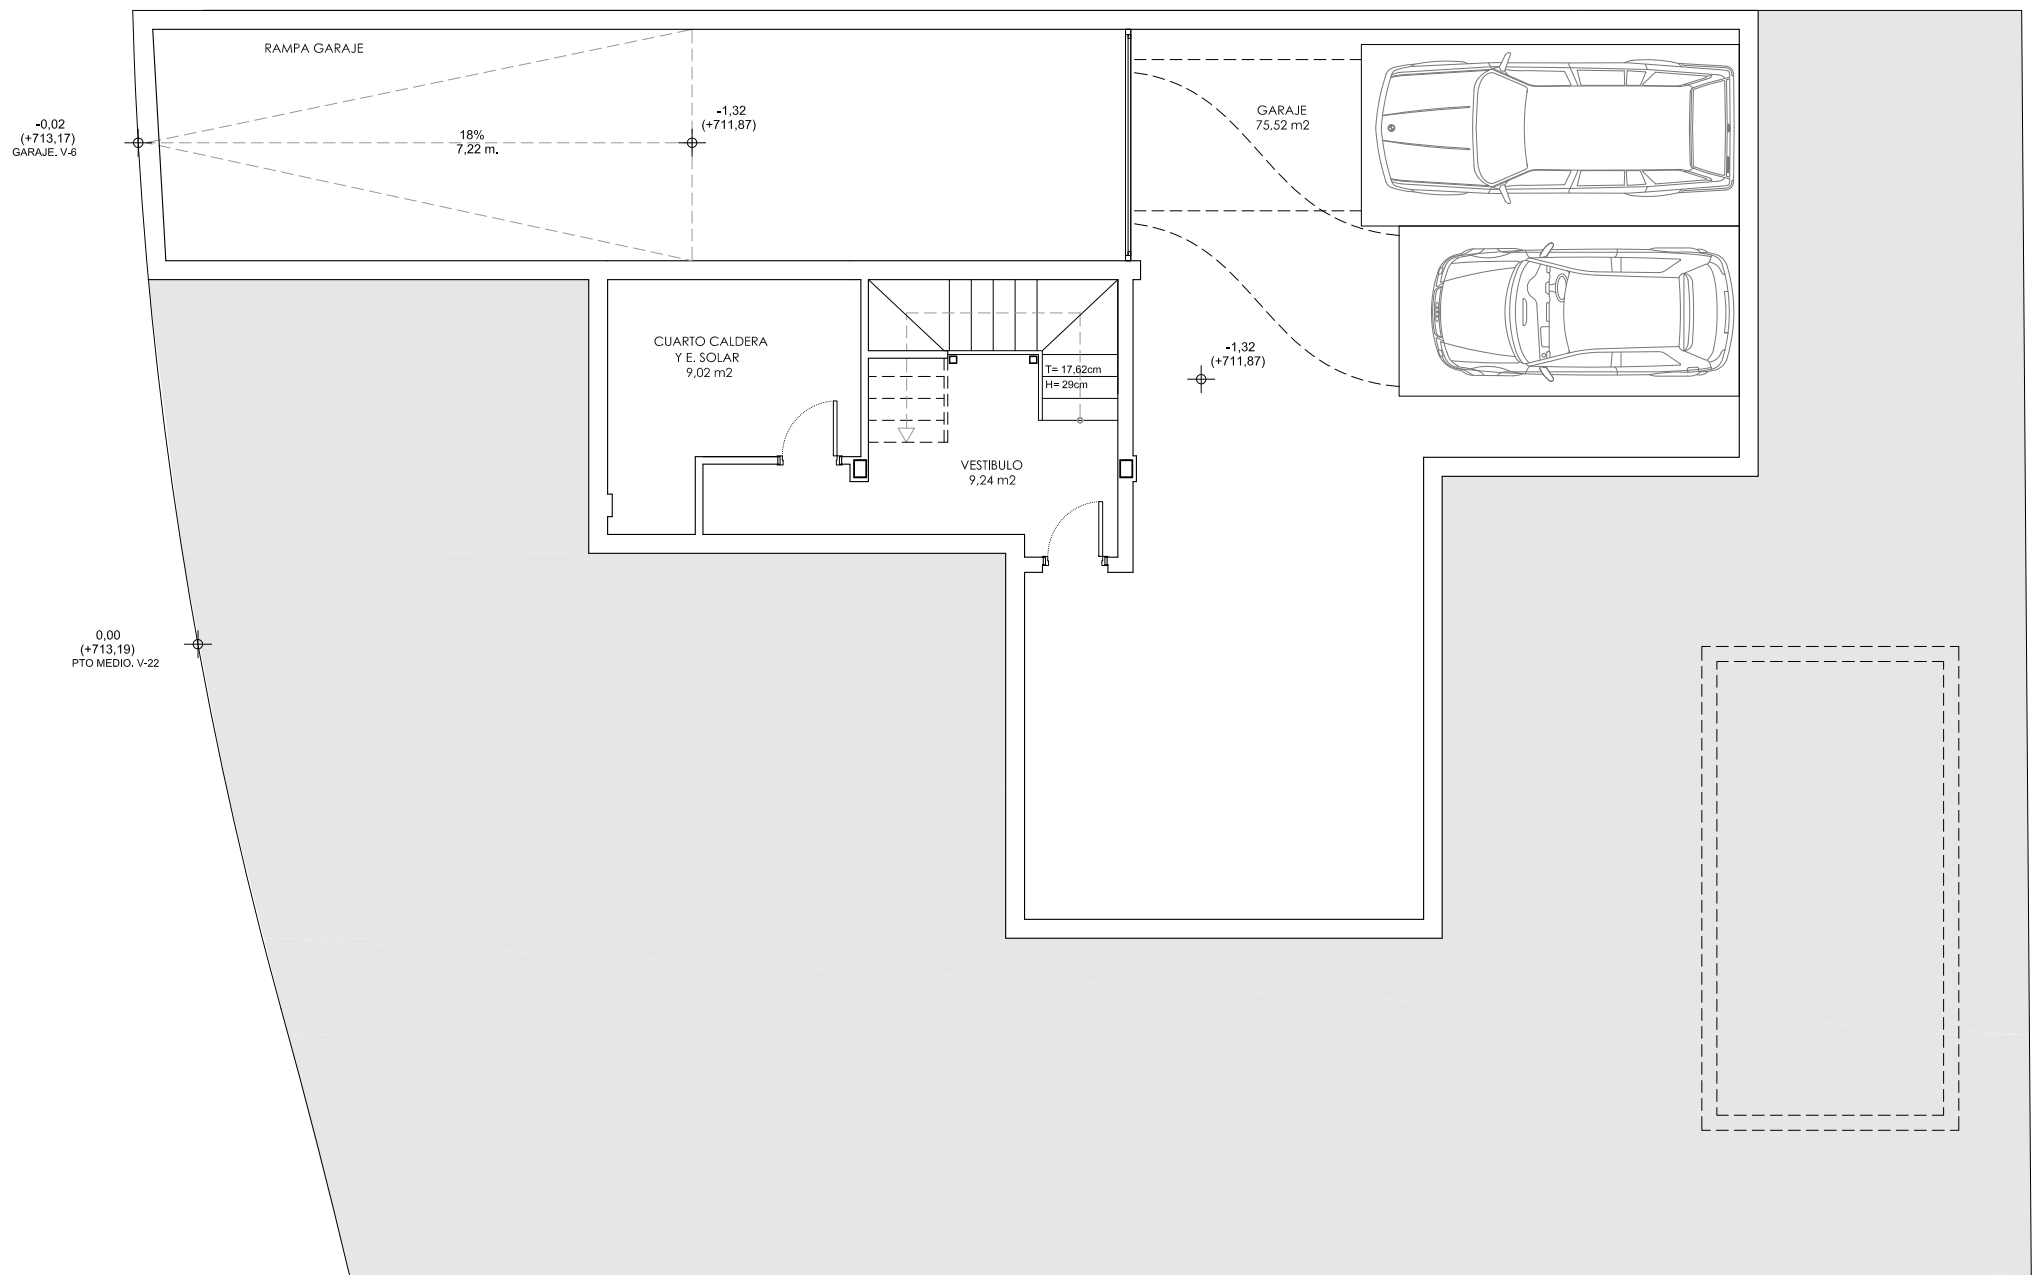 RAMPA GARAJE
-0,02
(+713,17)
GARAJE. V-6
18%
7,22 m.
-1,32
(+711,87)
GARAJE
75,52 m2
CUARTO CALDERA
Y E. SOLAR
9,02 m2
T= 17,62cm
H= 29cm
-1,32
(+711,87)
VESTIBULO
9,24 m2
0,00
(+713,19)
PTO MEDIO. V-22